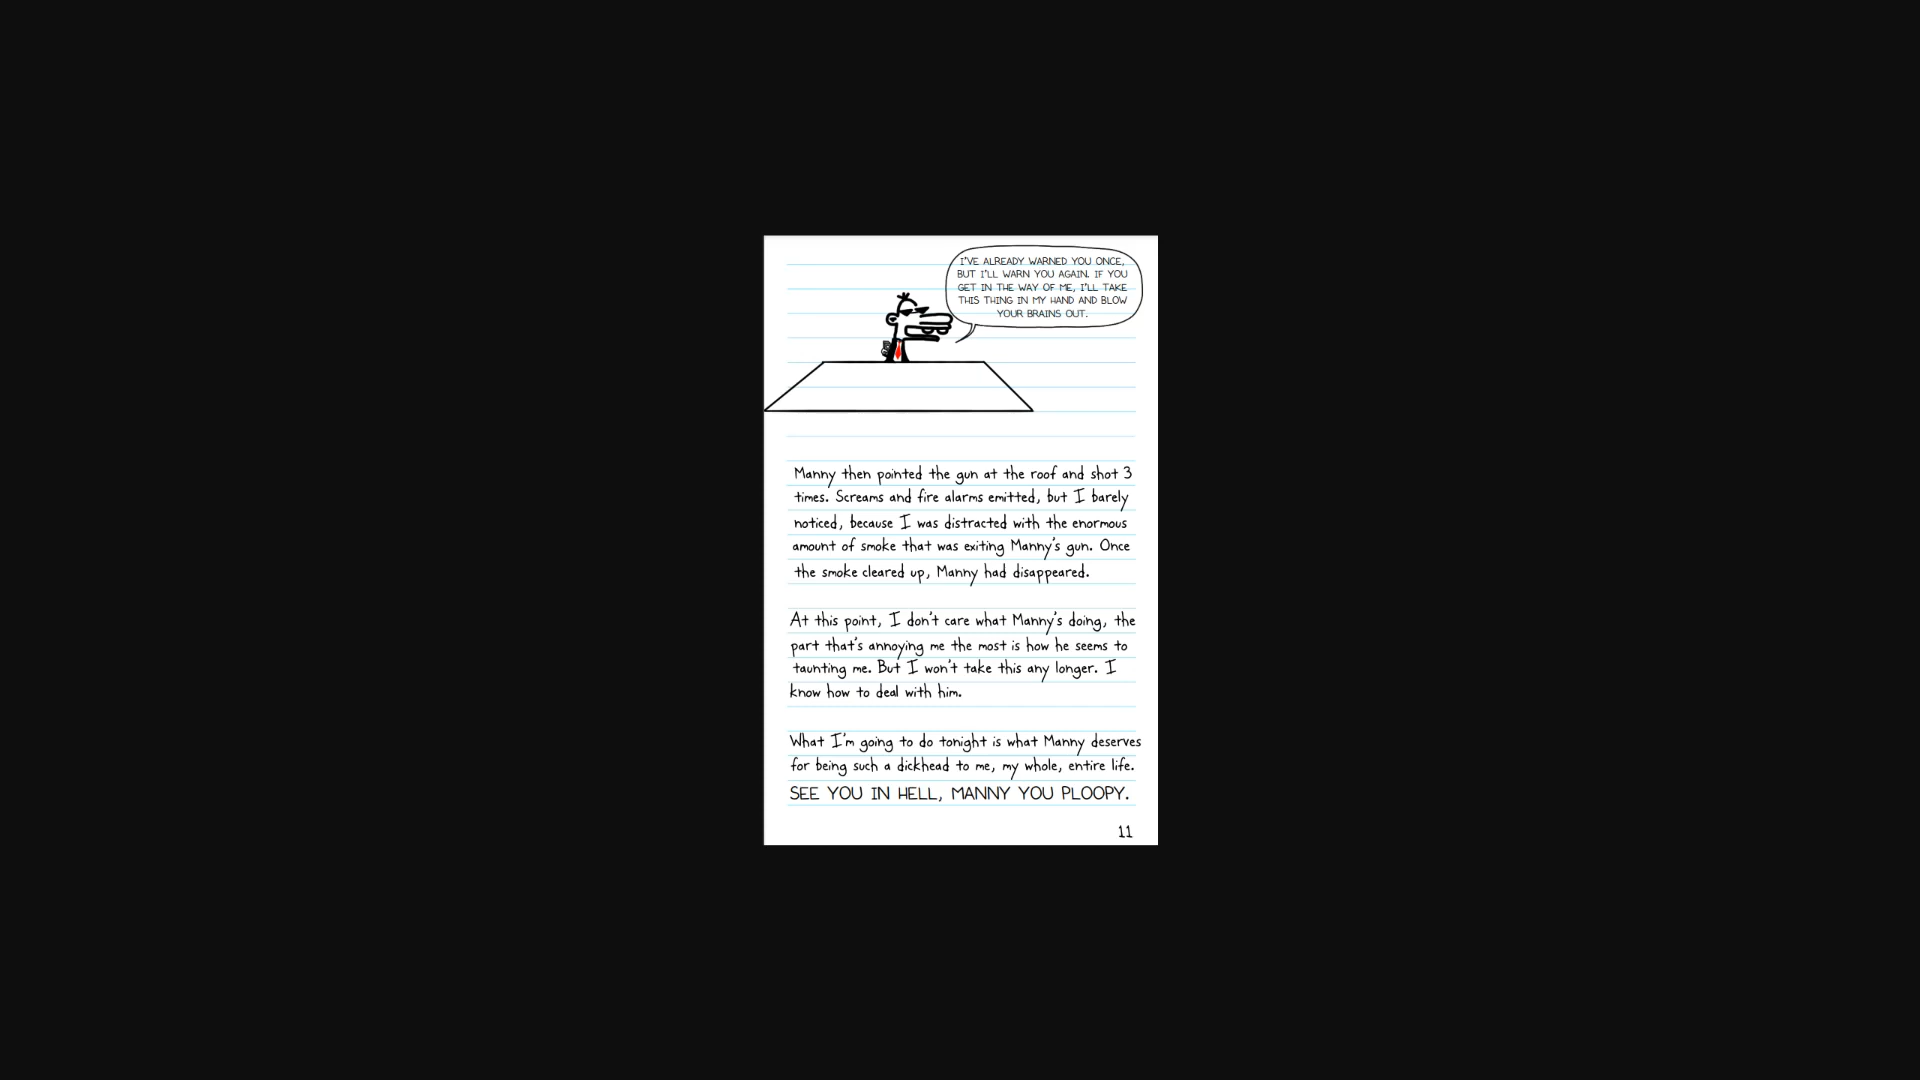 I'VE ALREADY WARNED YOU ONCE,
BUT I'LL WARN YOU AGAIN. IF YOU
GET IN THE WAY OF ME, I'LL TAKE
THIS THING IN MY HAND AND BLOW
YOUR BRAINS OUT.
Manny then pointed the gun at the roof and shot 3
times. Screams and fire alarms emitted, but I barely
noticed, because I was distracted with the enormous
amount of smoke that was exiting Manny's gun. Once
the smoke cleared up, Manny had disappeared.
At this point, I don't care what Manny's doing, the
part that's annoying me the most is how he seems to
taunting me. But I won't take this any longer. I
know how to deal with him.
What I'm going to do tonight is what Manny deserves
for being such a dickhead to me, my whole, entire life.
SEE YOU IN HELL, MANNY YOU PLOOPY.
11